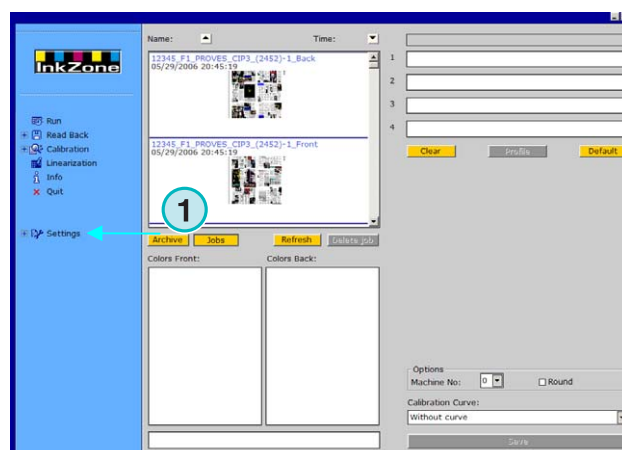 InkZone
Run
Read Back
Calibration
Linearization
Info
Quit
Settings
1
Name: Time:
12345_F1_PROVES_CIP3_(2452)-1_Back
05/29/2006 20:45:19
12345_F1_PROVES_CIP3_(2452)-1_Front
05/29/2006 20:45:19
Archive Jobs Refresh Delete job
Colors Front: Colors Back:
1
2
3
4
Clear Profile Default
Options
Machine No: 0 Round
Calibration Curve:
Without curve
Save